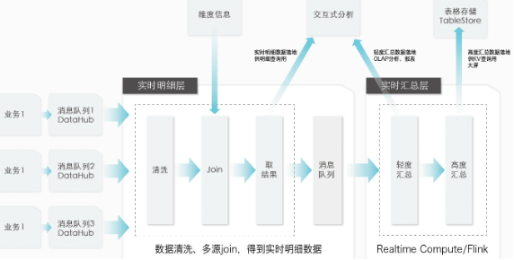 维度信息
交互式分析
表格存储
TableStore
实时明细数据落地
供明细查询用
轻度汇总数据落地
OLAP分析、报表
高度汇总数据落地
供KV查询用
大屏
实时明细层
实时汇总层
业务1
消息队列1
DataHub
业务1
消息队列2
DataHub
业务1
消息队列3
DataHub
清洗
Join
取
结果
消息
队列
轻度
汇总
高度
汇总
数据清洗、多源join，得到实时明细数据
Realtime Compute/Flink